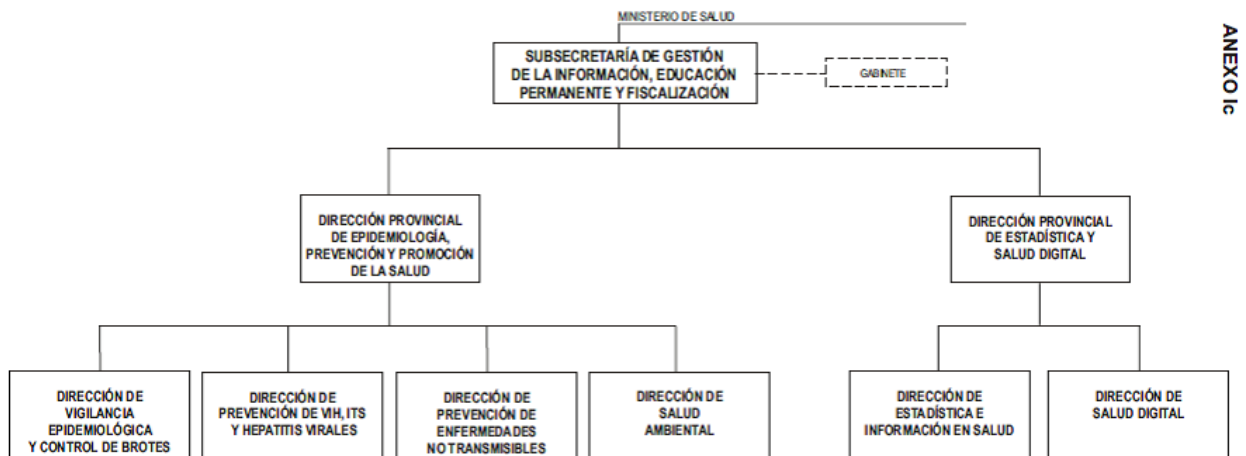 MINISTERIO DE SALUD
SUBSECRETARÍA DE GESTIÓN
DE LA INFORMACIÓN, EDUCACIÓN
PERMANENTE Y FISCALIZACIÓN
GABINETE
ANEXO Ic
DIRECCIÓN PROVINCIAL
DE EPIDEMIOLOGÍA,
PREVENCIÓN Y PROMOCIÓN
DE LA SALUD
DIRECCIÓN PROVINCIAL
DE ESTADÍSTICA Y
SALUD DIGITAL
DIRECCIÓN DE
VIGILANCIA
EPIDEMIOLÓGICA
Y CONTROL DE BROTES
DIRECCIÓN DE
PREVENCIÓN DE VIH, ITS
Y HEPATITIS VIRALES
DIRECCIÓN DE
PREVENCIÓN DE
ENFERMEDADES
NO TRANSMISIBLES
DIRECCIÓN DE
SALUD
AMBIENTAL
DIRECCIÓN DE
ESTADÍSTICA E
INFORMACIÓN EN SALUD
DIRECCIÓN DE
SALUD DIGITAL